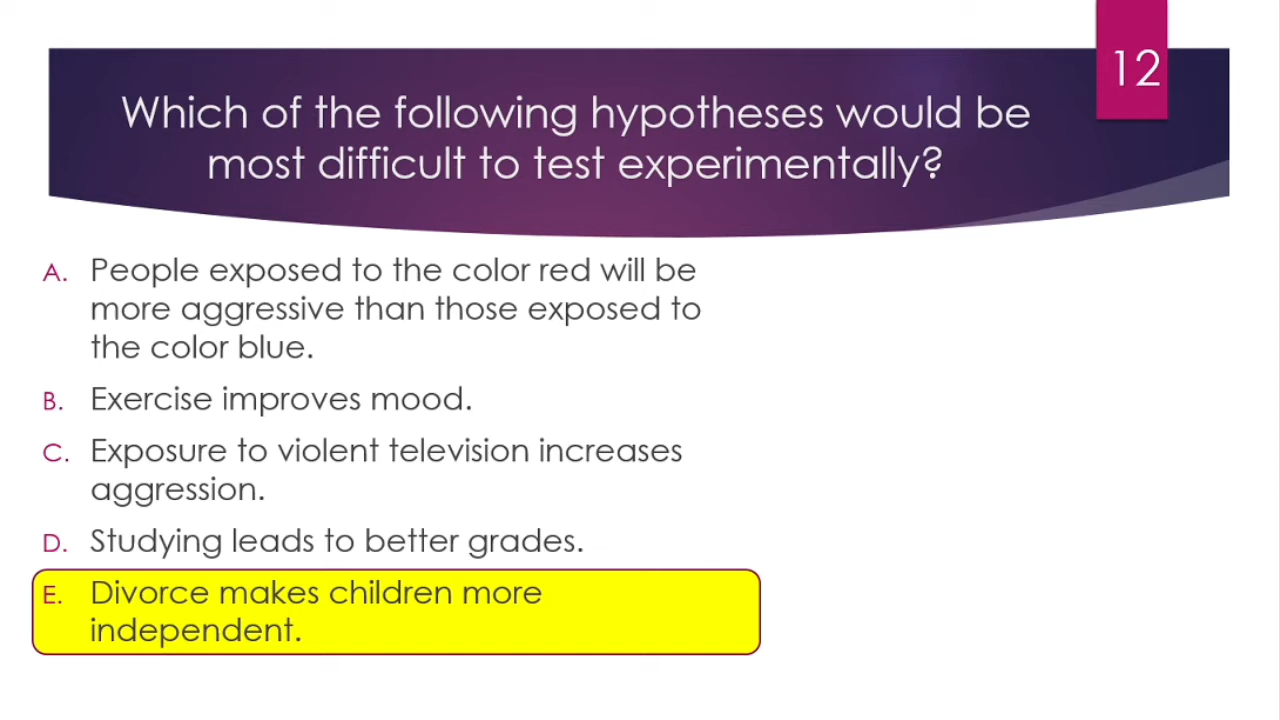 12
Which of the following hypotheses would be
most difficult to test experimentally?
A. People exposed to the color red will be
more aggressive than those exposed to
the color blue.
B. Exercise improves mood.
C. Exposure to violent television increases
aggression.
D. Studying leads to better grades.
E. Divorce makes children more
independent.